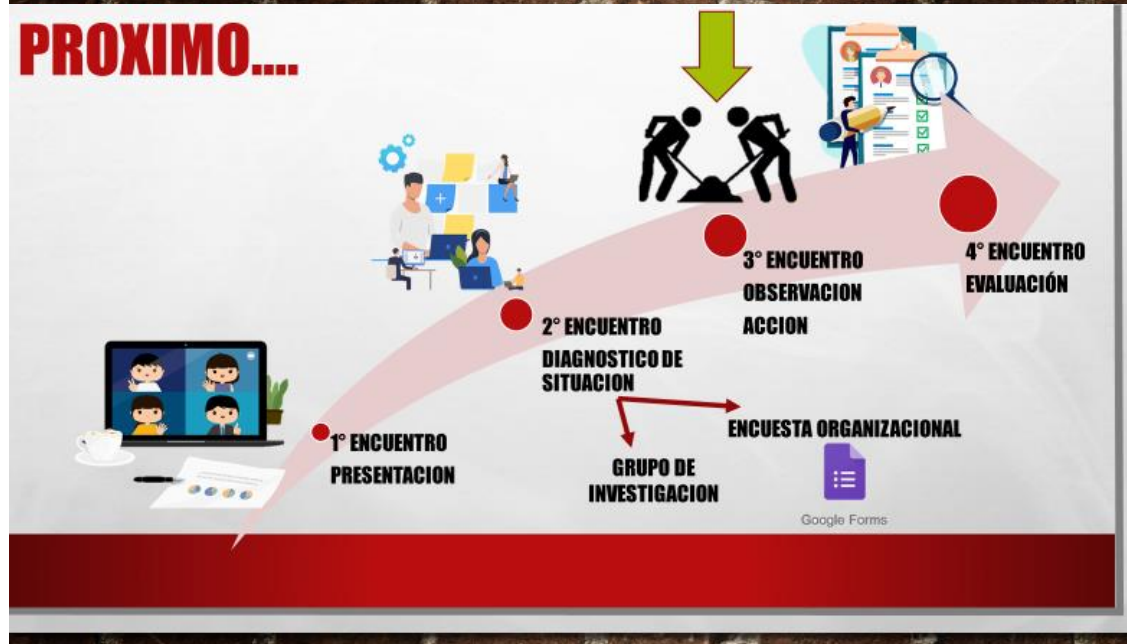 PROXIMO....
1° ENCUENTRO
PRESENTACION
2° ENCUENTRO
DIAGNOSTICO DE
SITUACION
GRUPO DE
INVESTIGACION
ENCUESTA ORGANIZACIONAL
Google Forms
3° ENCUENTRO
OBSERVACION
ACCION
4° ENCUENTRO
EVALUACIÓN